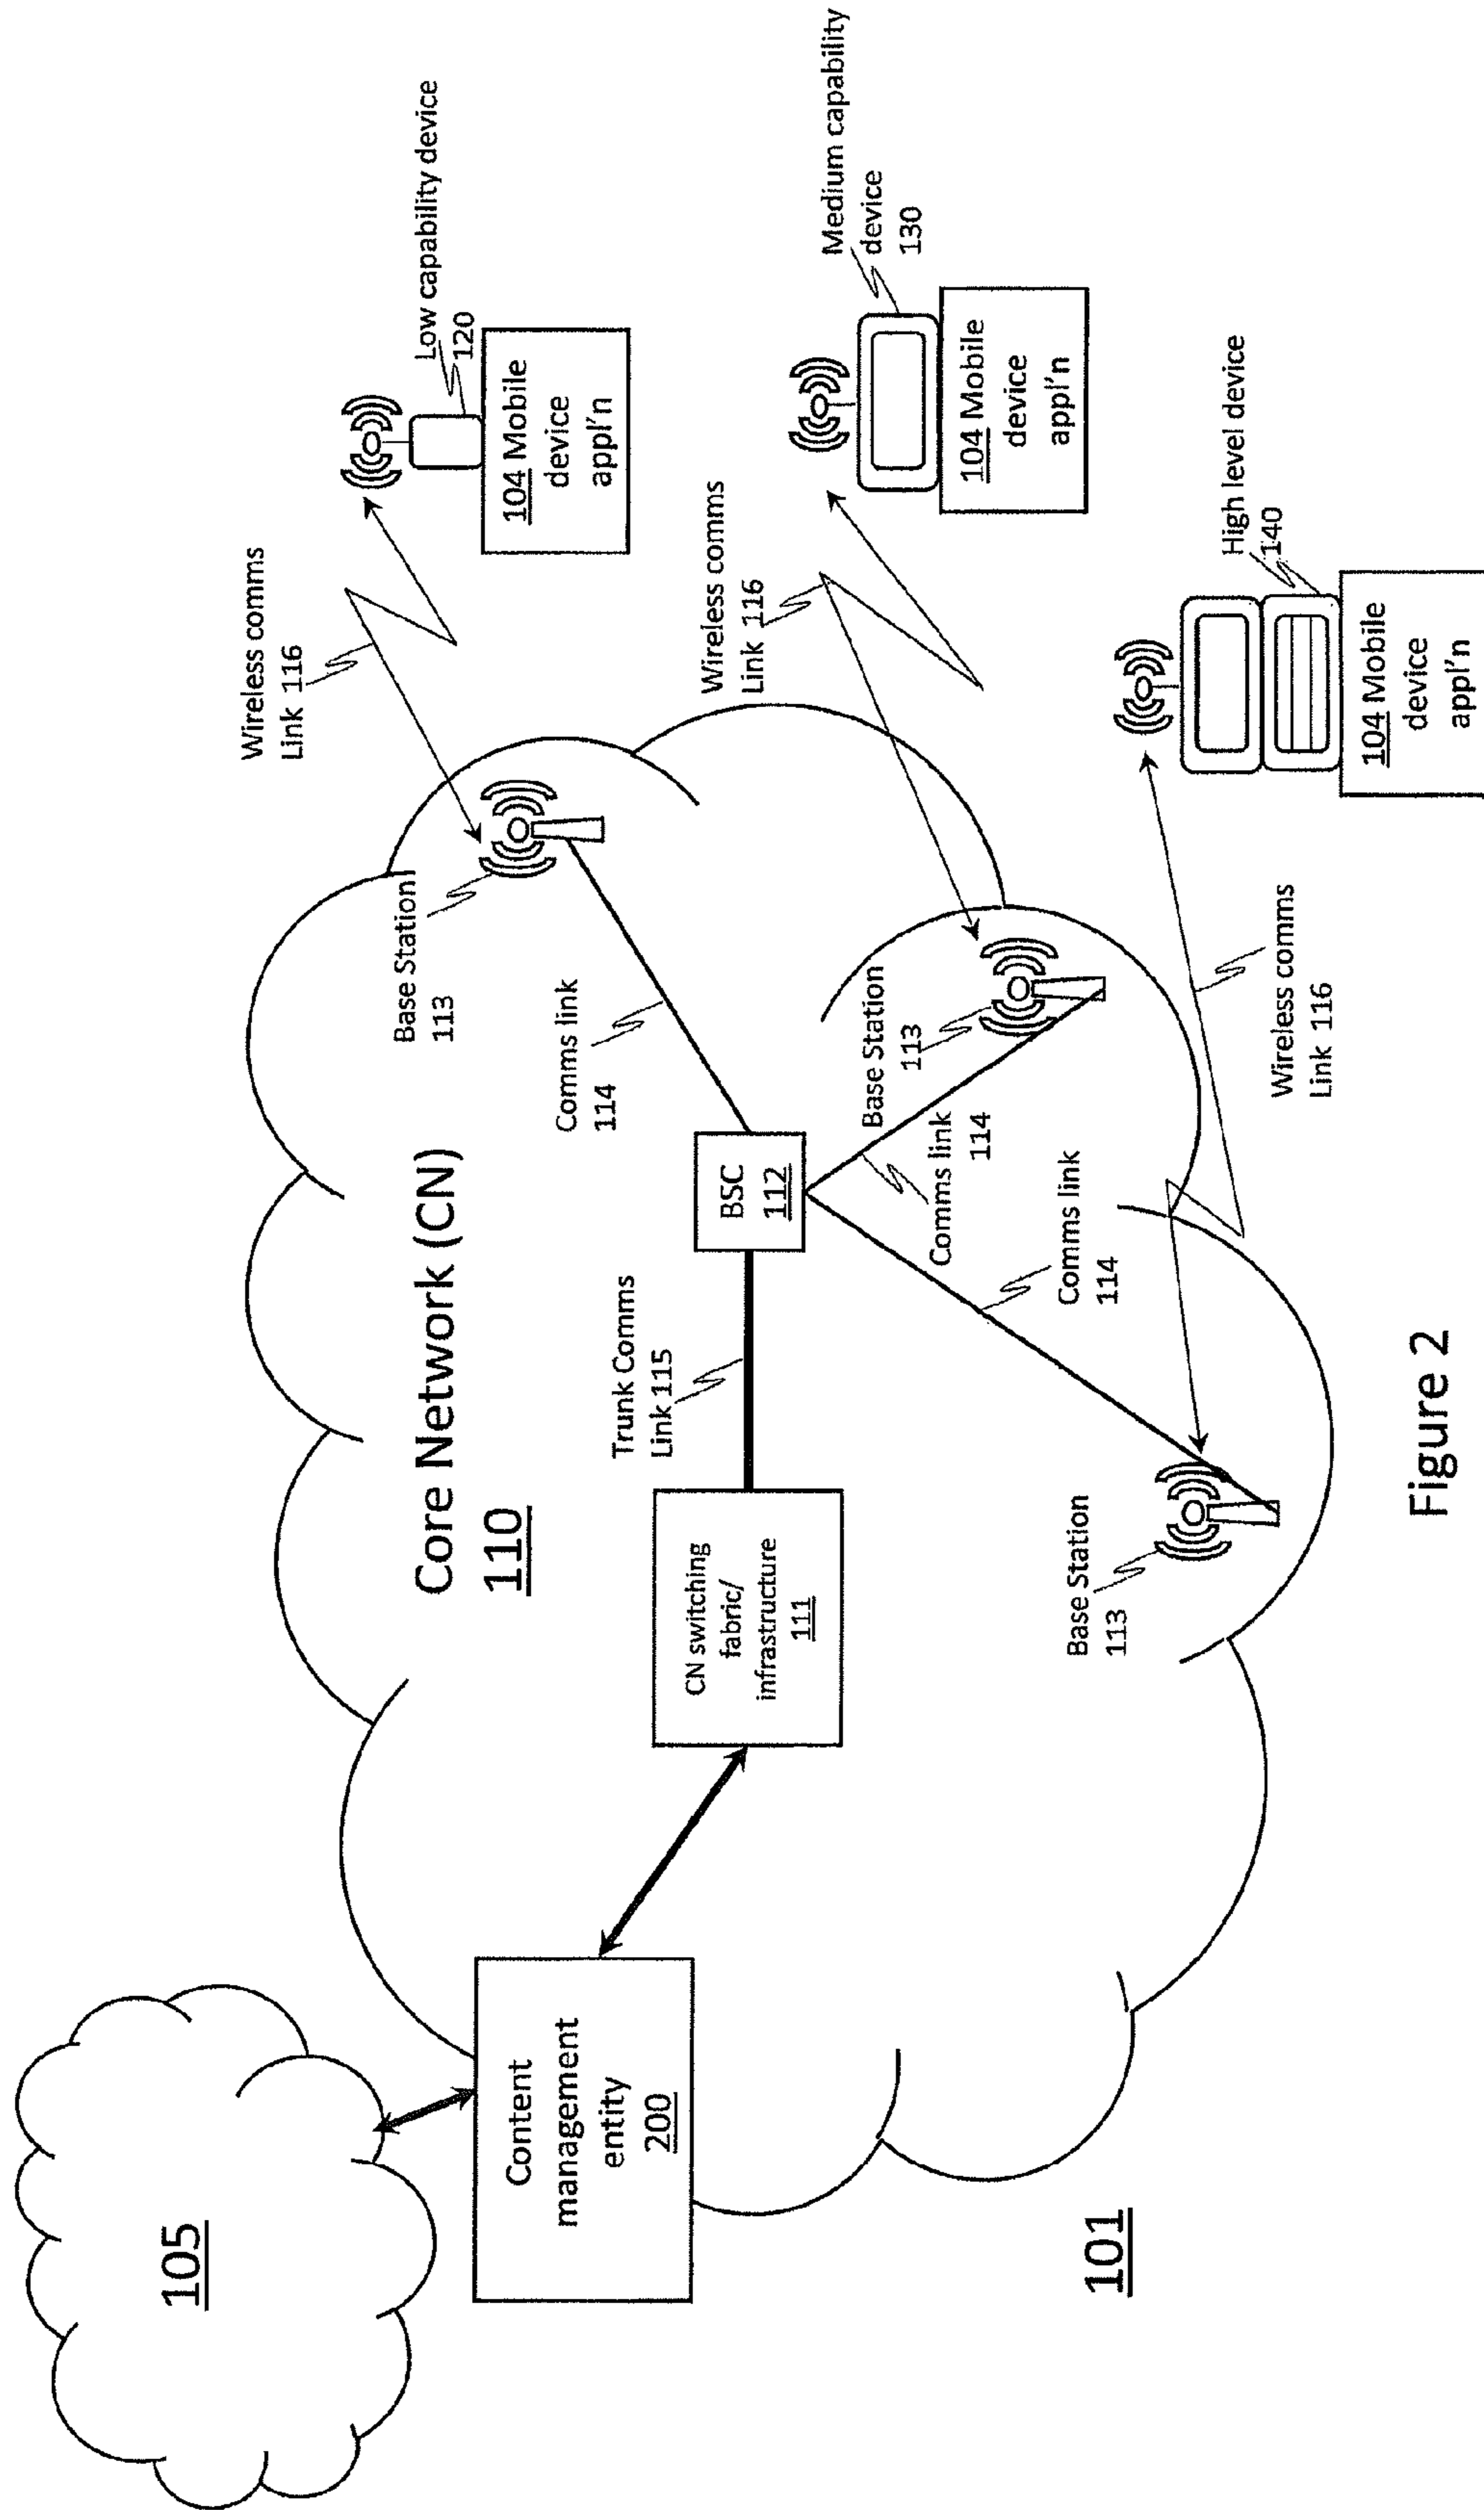 105
Content
management
entity
200
101
Core Network (CN)
110
CN switching
fabric/
infrastructure
111
Trunk Comms
Link 115
BSC
112
Base Station
113
Comms link
114
Base Station
113
Comms link
114
Comms link
114
Base Station
113
Wireless comms
Link 116
Wireless comms
Link 116
Wireless comms
Link 116
Low capability device
120
104 Mobile
device
appl'n
Medium capability
device
130
104 Mobile
device
appl'n
High level device
140
104 Mobile
device
appl'n
Figure 2